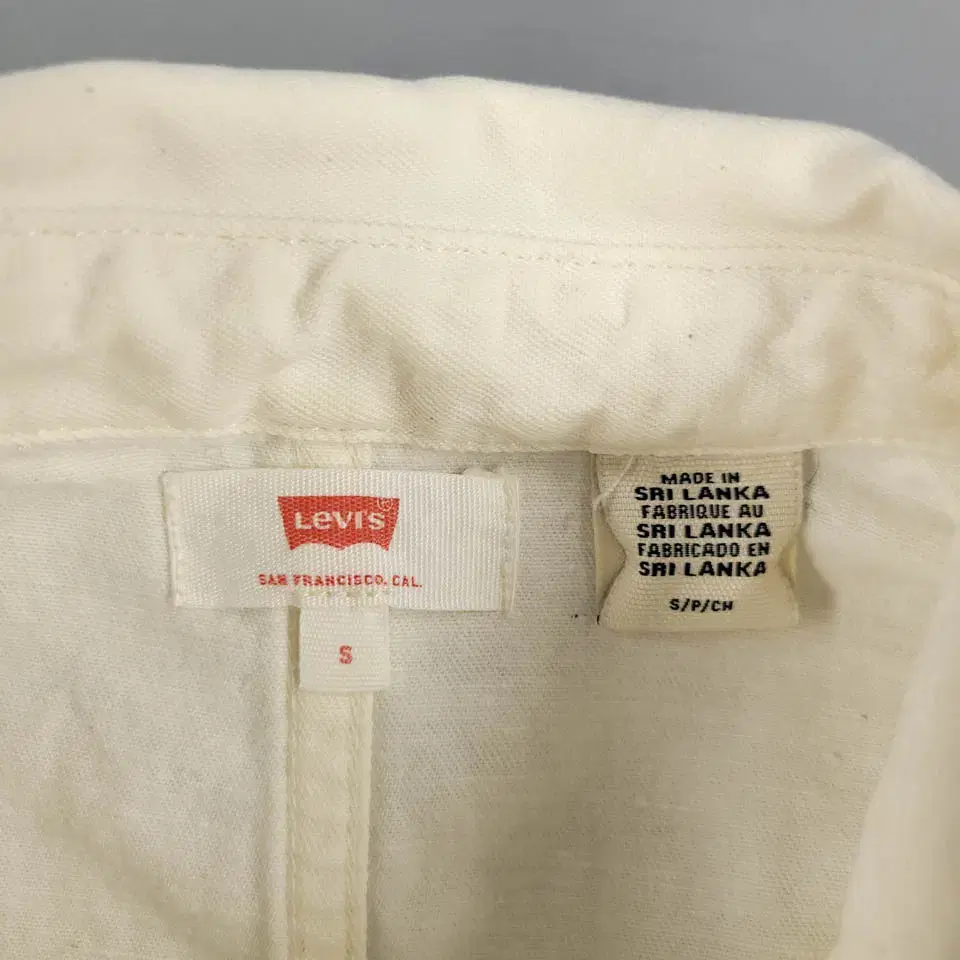 Levi's®
SAN FRANCISCO, CAL.
S
MADE IN
SRI LANKA
FABRIQUE AU
SRI LANKA
FABRICADO EN
SRI LANKA
S/P/CH